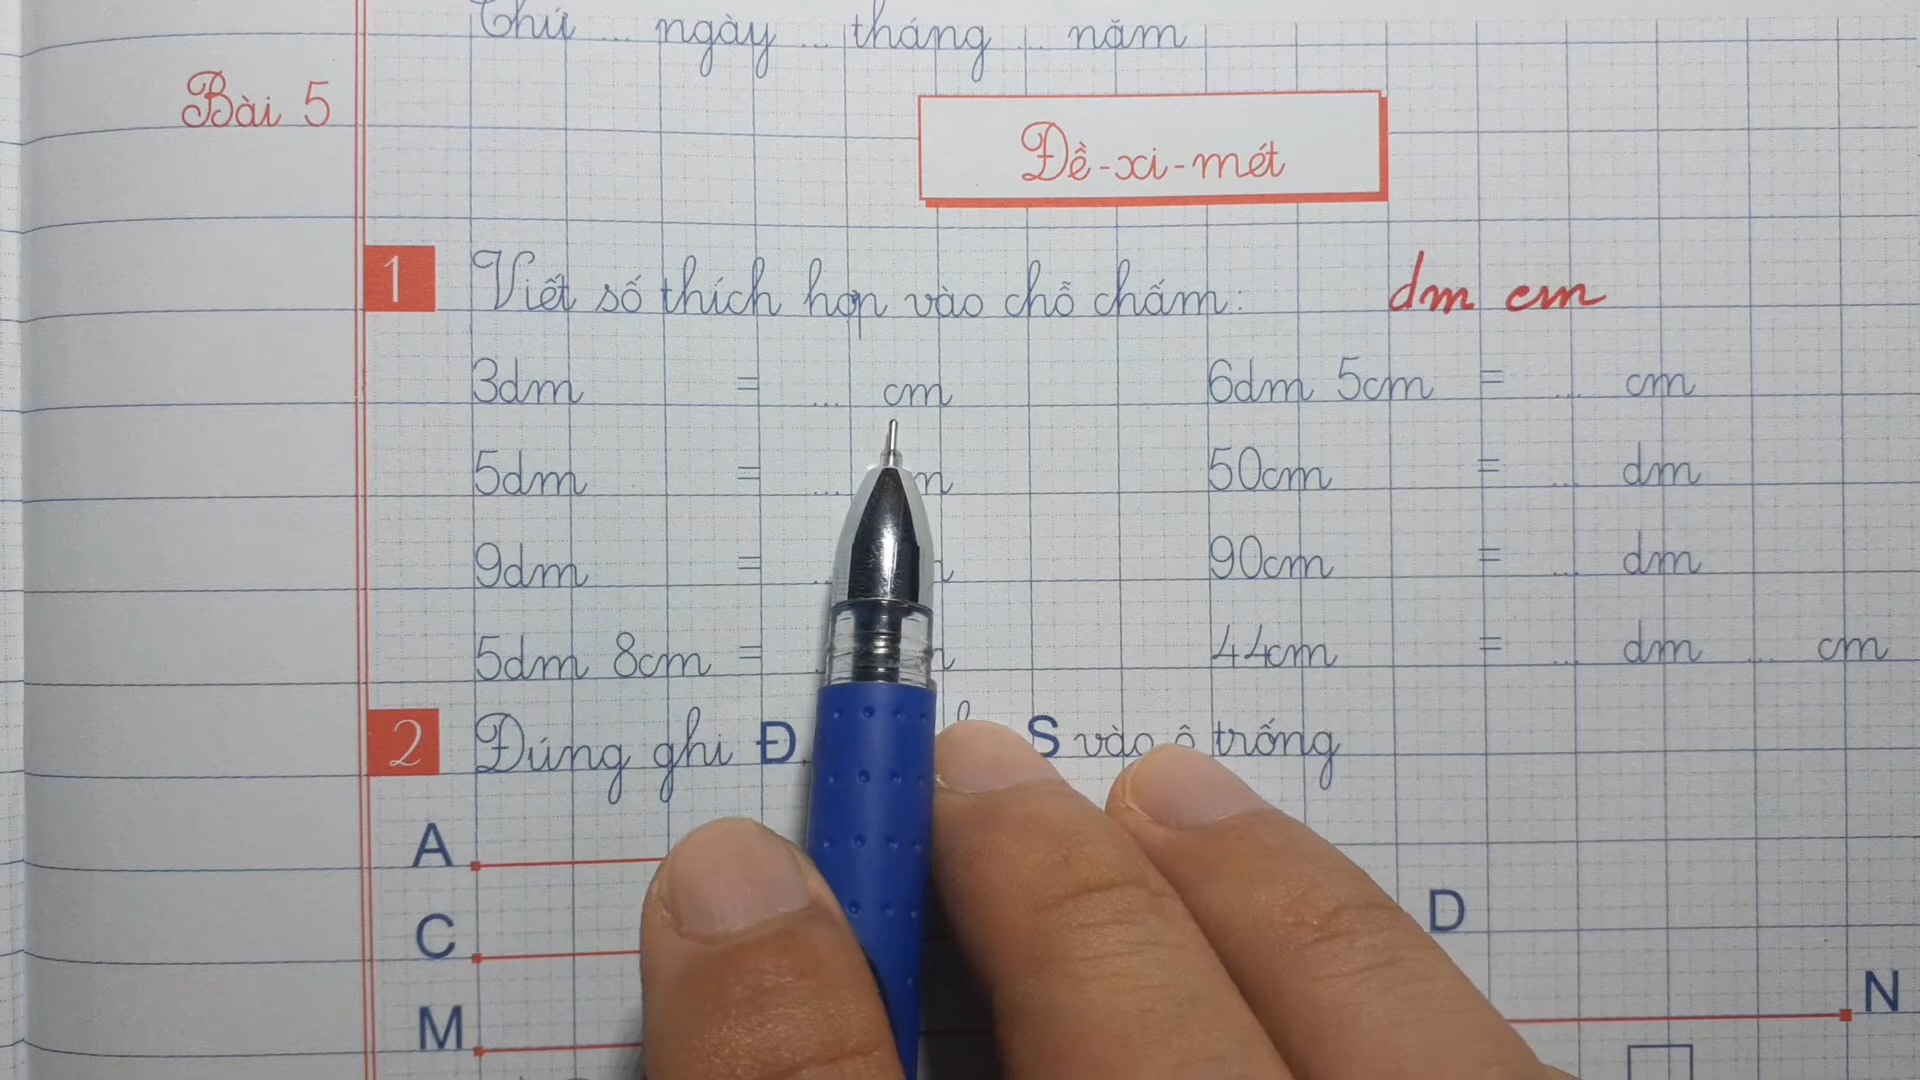 Thứ ... ngày ... tháng ... năm
Bài 5
Đề-xi-mét
1 Viết số thích hợp vào chỗ chấm: dm cm
3dm = ... cm 6dm 5cm = ... cm
5dm = ... 50cm = ... dm
9dm = ... 90cm = ... dm
5dm 8cm = ... 44cm = ... dm ... cm
2 Đúng ghi Đ S vào ô trống
A
C D
M N